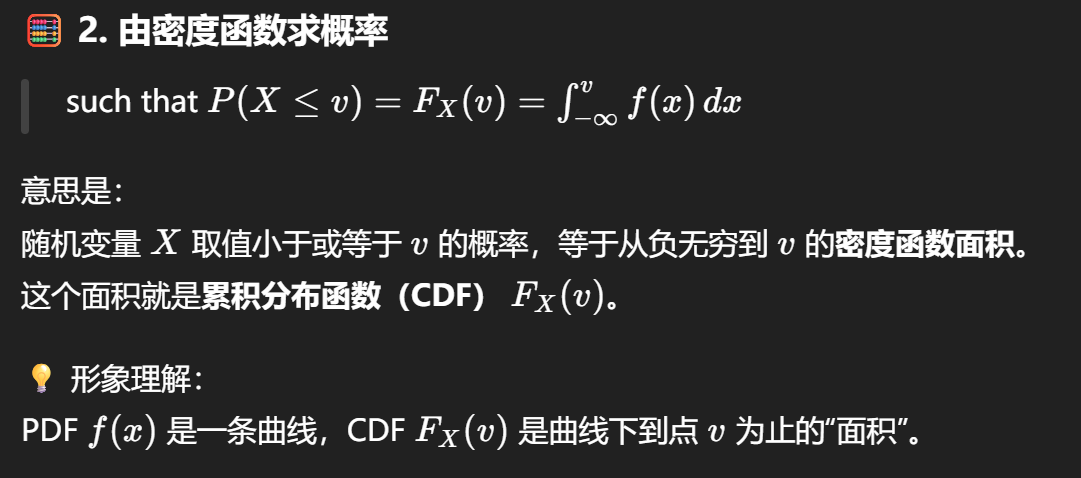 🧮 2. 由密度函数求概率
such that P(X ≤ v) = F_X(v) = ∫_{-∞}^{v} f(x) dx
意思是：
随机变量 X 取值小于或等于 v 的概率，等于从负无穷到 v 的密度函数面积。
这个面积就是累积分布函数（CDF） F_X(v)。
💡 形象理解：
PDF f(x) 是一条曲线，CDF F_X(v) 是曲线下到点 v 为止的“面积”。